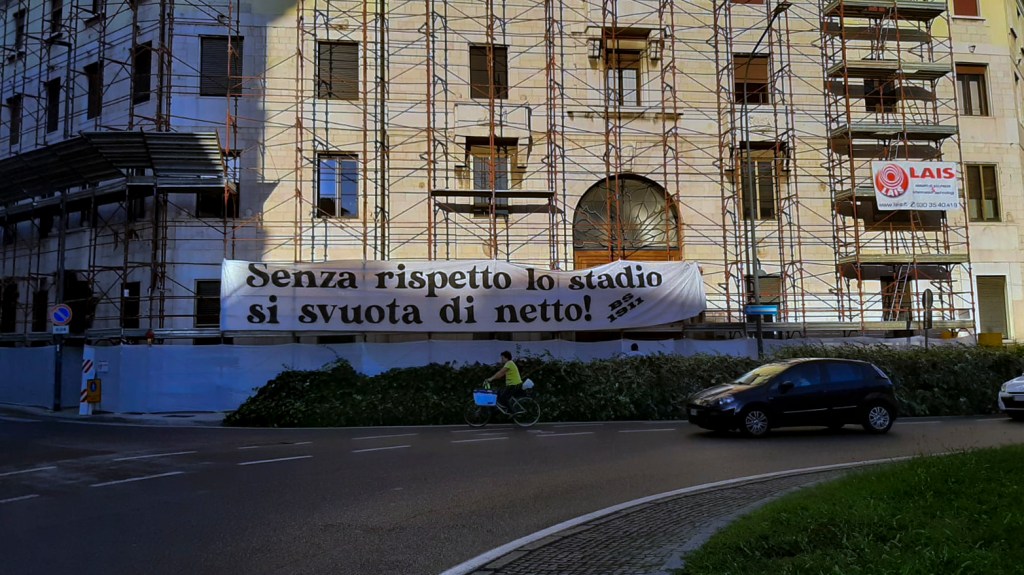 Senza rispetto lo stadio
si svuota di netto!
BS
1911
LAIS